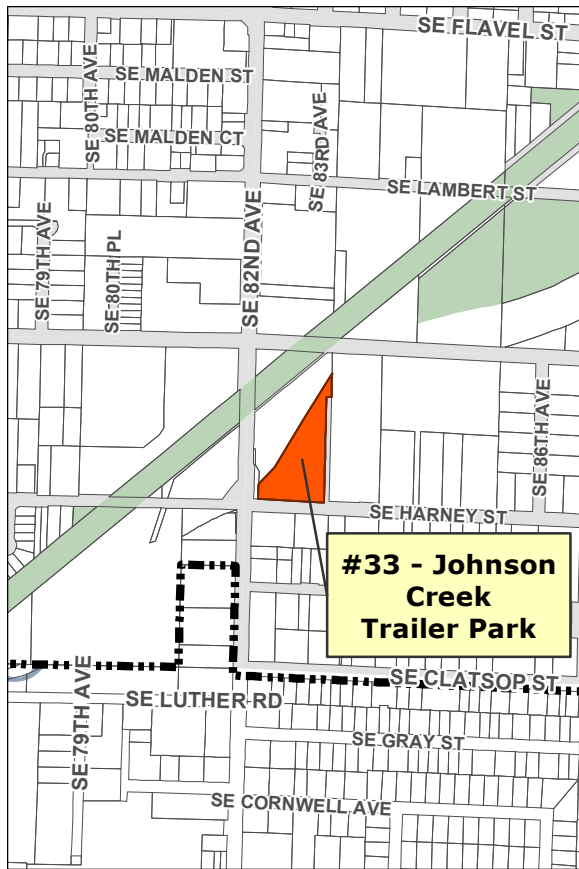 SE FLAVEL ST
SE 80TH AVE
SE MALDEN ST
SE MALDEN CT
SE 83RD AVE
SE LAMBERT ST
SE 79TH AVE
SE 80TH PL
SE 82ND AVE
SE 86TH AVE
SE HARNEY ST
#33 - Johnson
Creek
Trailer Park
SE CLATSOP ST
SE 79TH AVE
SE LUTHER RD
SE GRAY ST
SE CORNWELL AVE